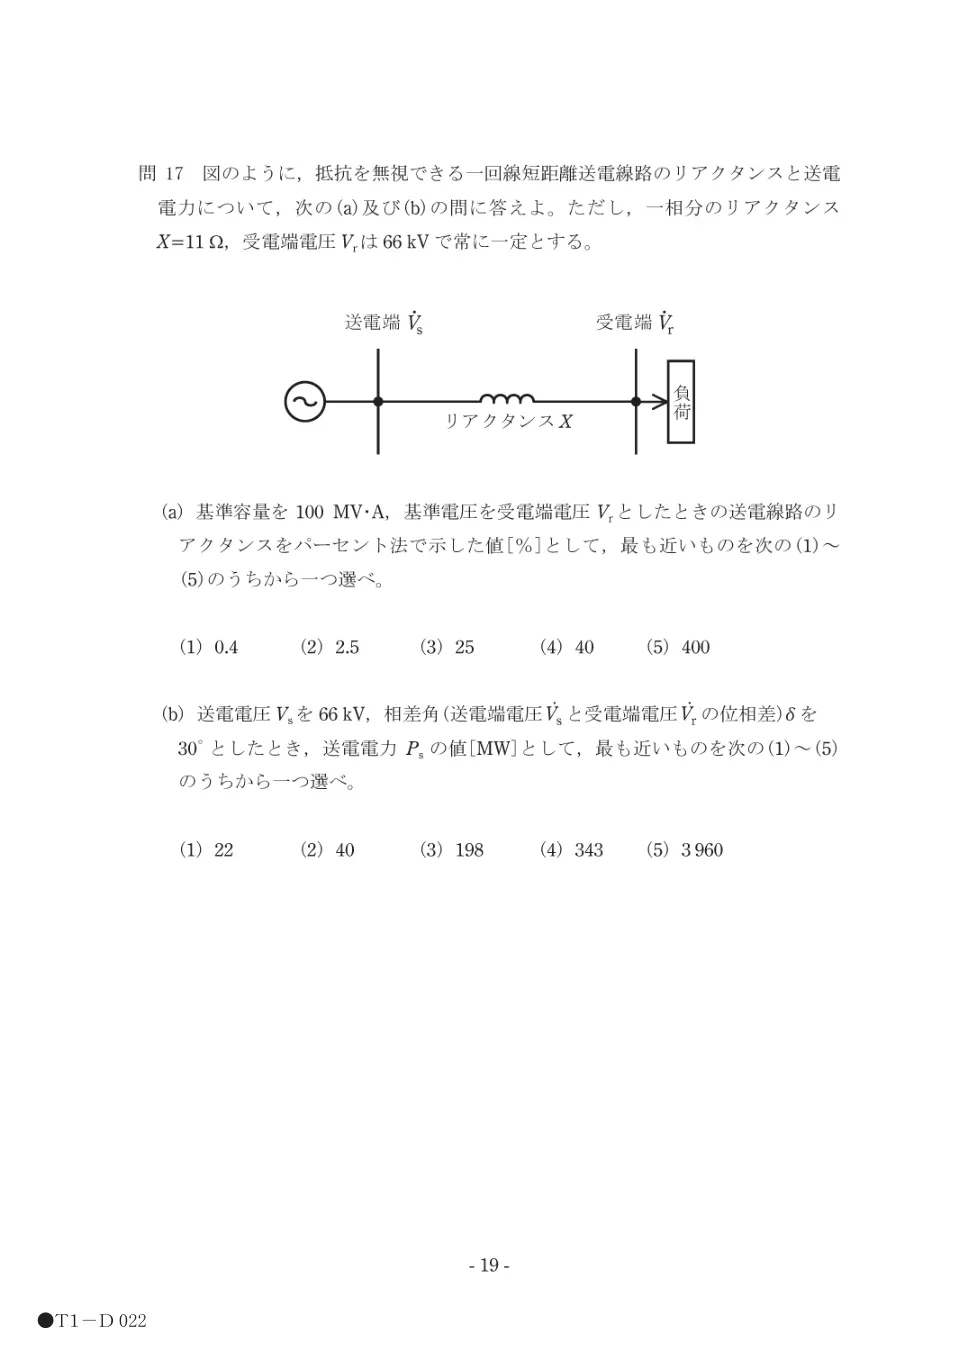 問 17 図のように，抵抗を無視できる一回線短距離送電線路のリアクタンスと送電
電力について，次の(a)及び(b)の問に答えよ。ただし，一相分のリアクタンス
X=11 Ω，受電端電圧 Vrは 66 kV で常に一定とする。
送電端 V̇s 受電端 V̇r
負荷
リアクタンス X
(a) 基準容量を 100 MV･A，基準電圧を受電端電圧 Vrとしたときの送電線路のリ
アクタンスをパーセント法で示した値[%]として，最も近いものを次の(1)～
(5)のうちから一つ選べ。
(1) 0.4 (2) 2.5 (3) 25 (4) 40 (5) 400
(b) 送電電圧 Vsを 66 kV，相差角(送電端電圧V̇sと受電端電圧V̇rの位相差)δを
30°としたとき，送電電力 Psの値[MW]として，最も近いものを次の(1)～(5)
のうちから一つ選べ。
(1) 22 (2) 40 (3) 198 (4) 343 (5) 3 960
- 19 -
●T1－D 022